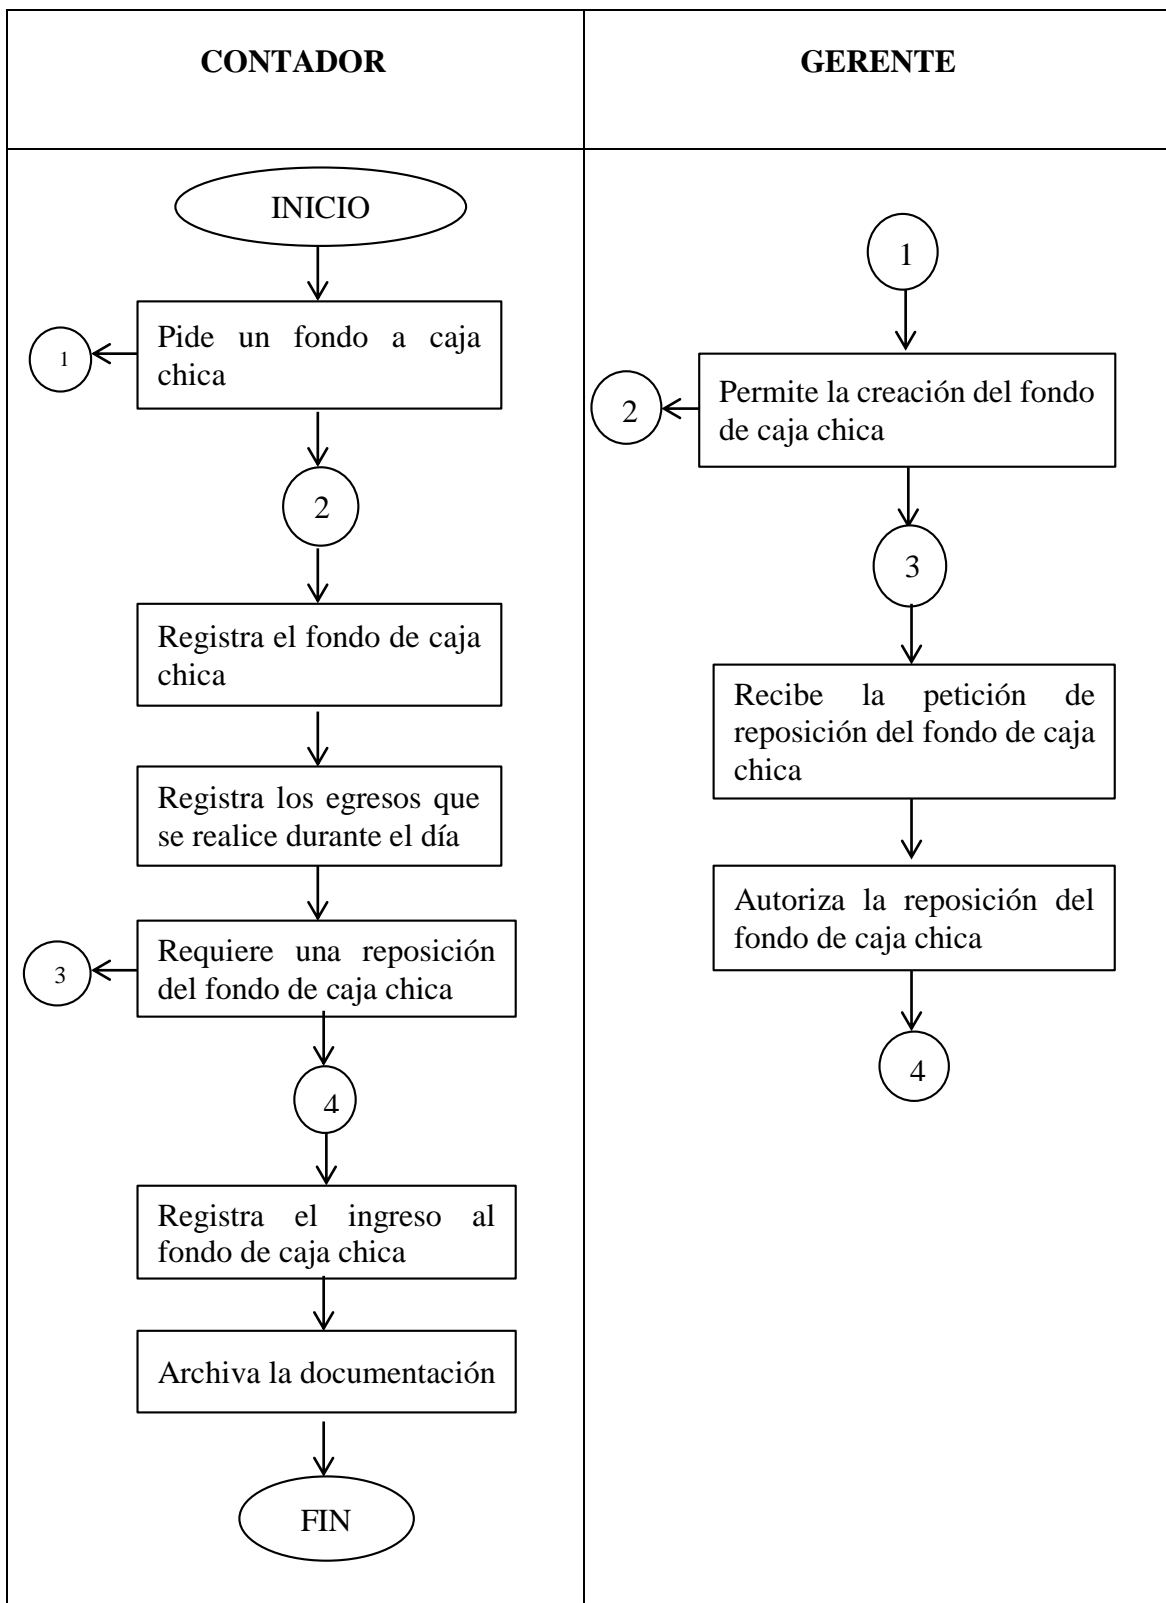 CONTADOR
GERENTE
INICIO
Pide un fondo a caja
chica
1
2
Registra el fondo de caja
chica
Registra los egresos que
se realice durante el día
Requiere una reposición
del fondo de caja chica
3
4
Registra el ingreso al
fondo de caja chica
Archiva la documentación
FIN
1
Permite la creación del fondo
de caja chica
2
3
Recibe la petición de
reposición del fondo de caja
chica
Autoriza la reposición del
fondo de caja chica
4